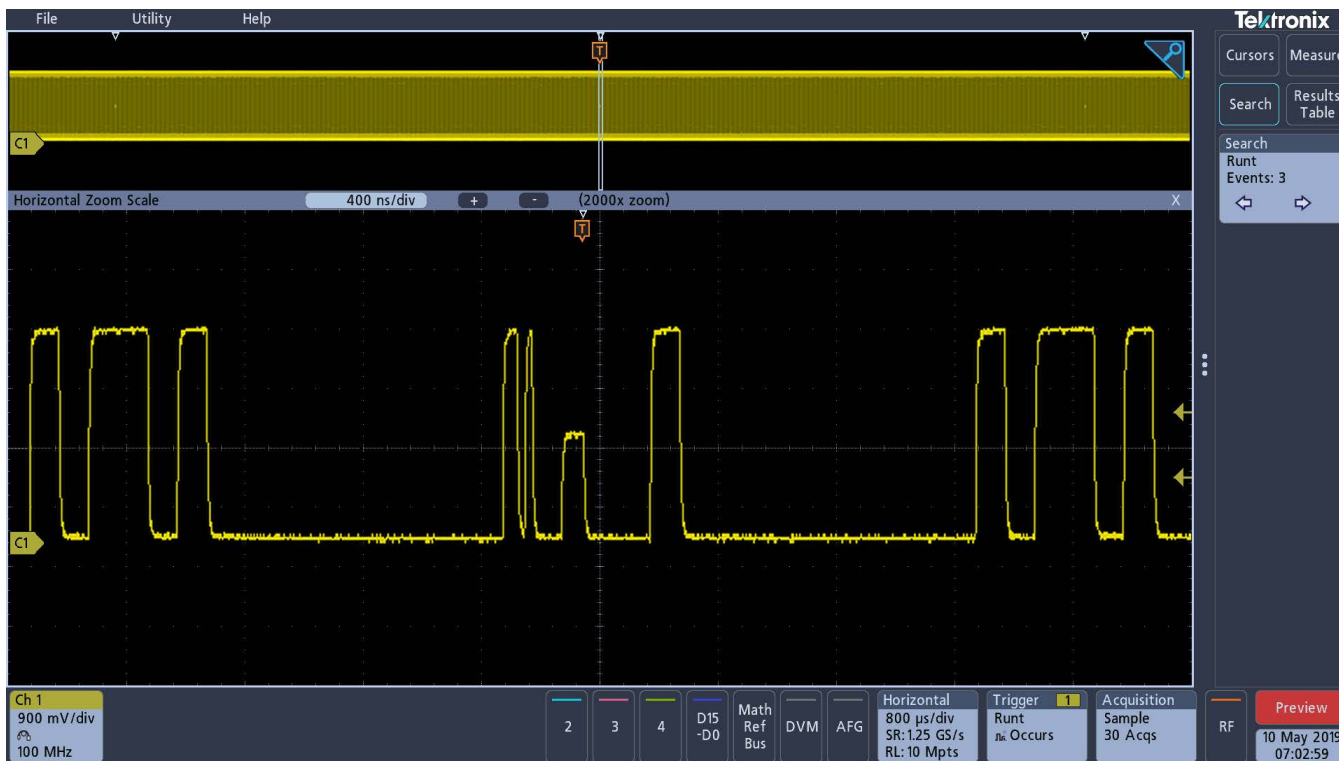 File Utility Help Tektronix
Cursors Measure
Search Results Table
T
C1
Search
Runt
Events: 3
Horizontal Zoom Scale 400 ns/div + - (2000x zoom) X
T
C1
Ch 1
900 mV/div
100 MHz
2
3
4
D15
-D0
Math
Ref
Bus
DVM
AFG
Horizontal
800 µs/div
SR: 1.25 GS/s
RL: 10 Mpts
Trigger 1
Runt
Occurs
Acquisition
Sample
30 Acqs
RF
Preview
10 May 2019
07:02:59